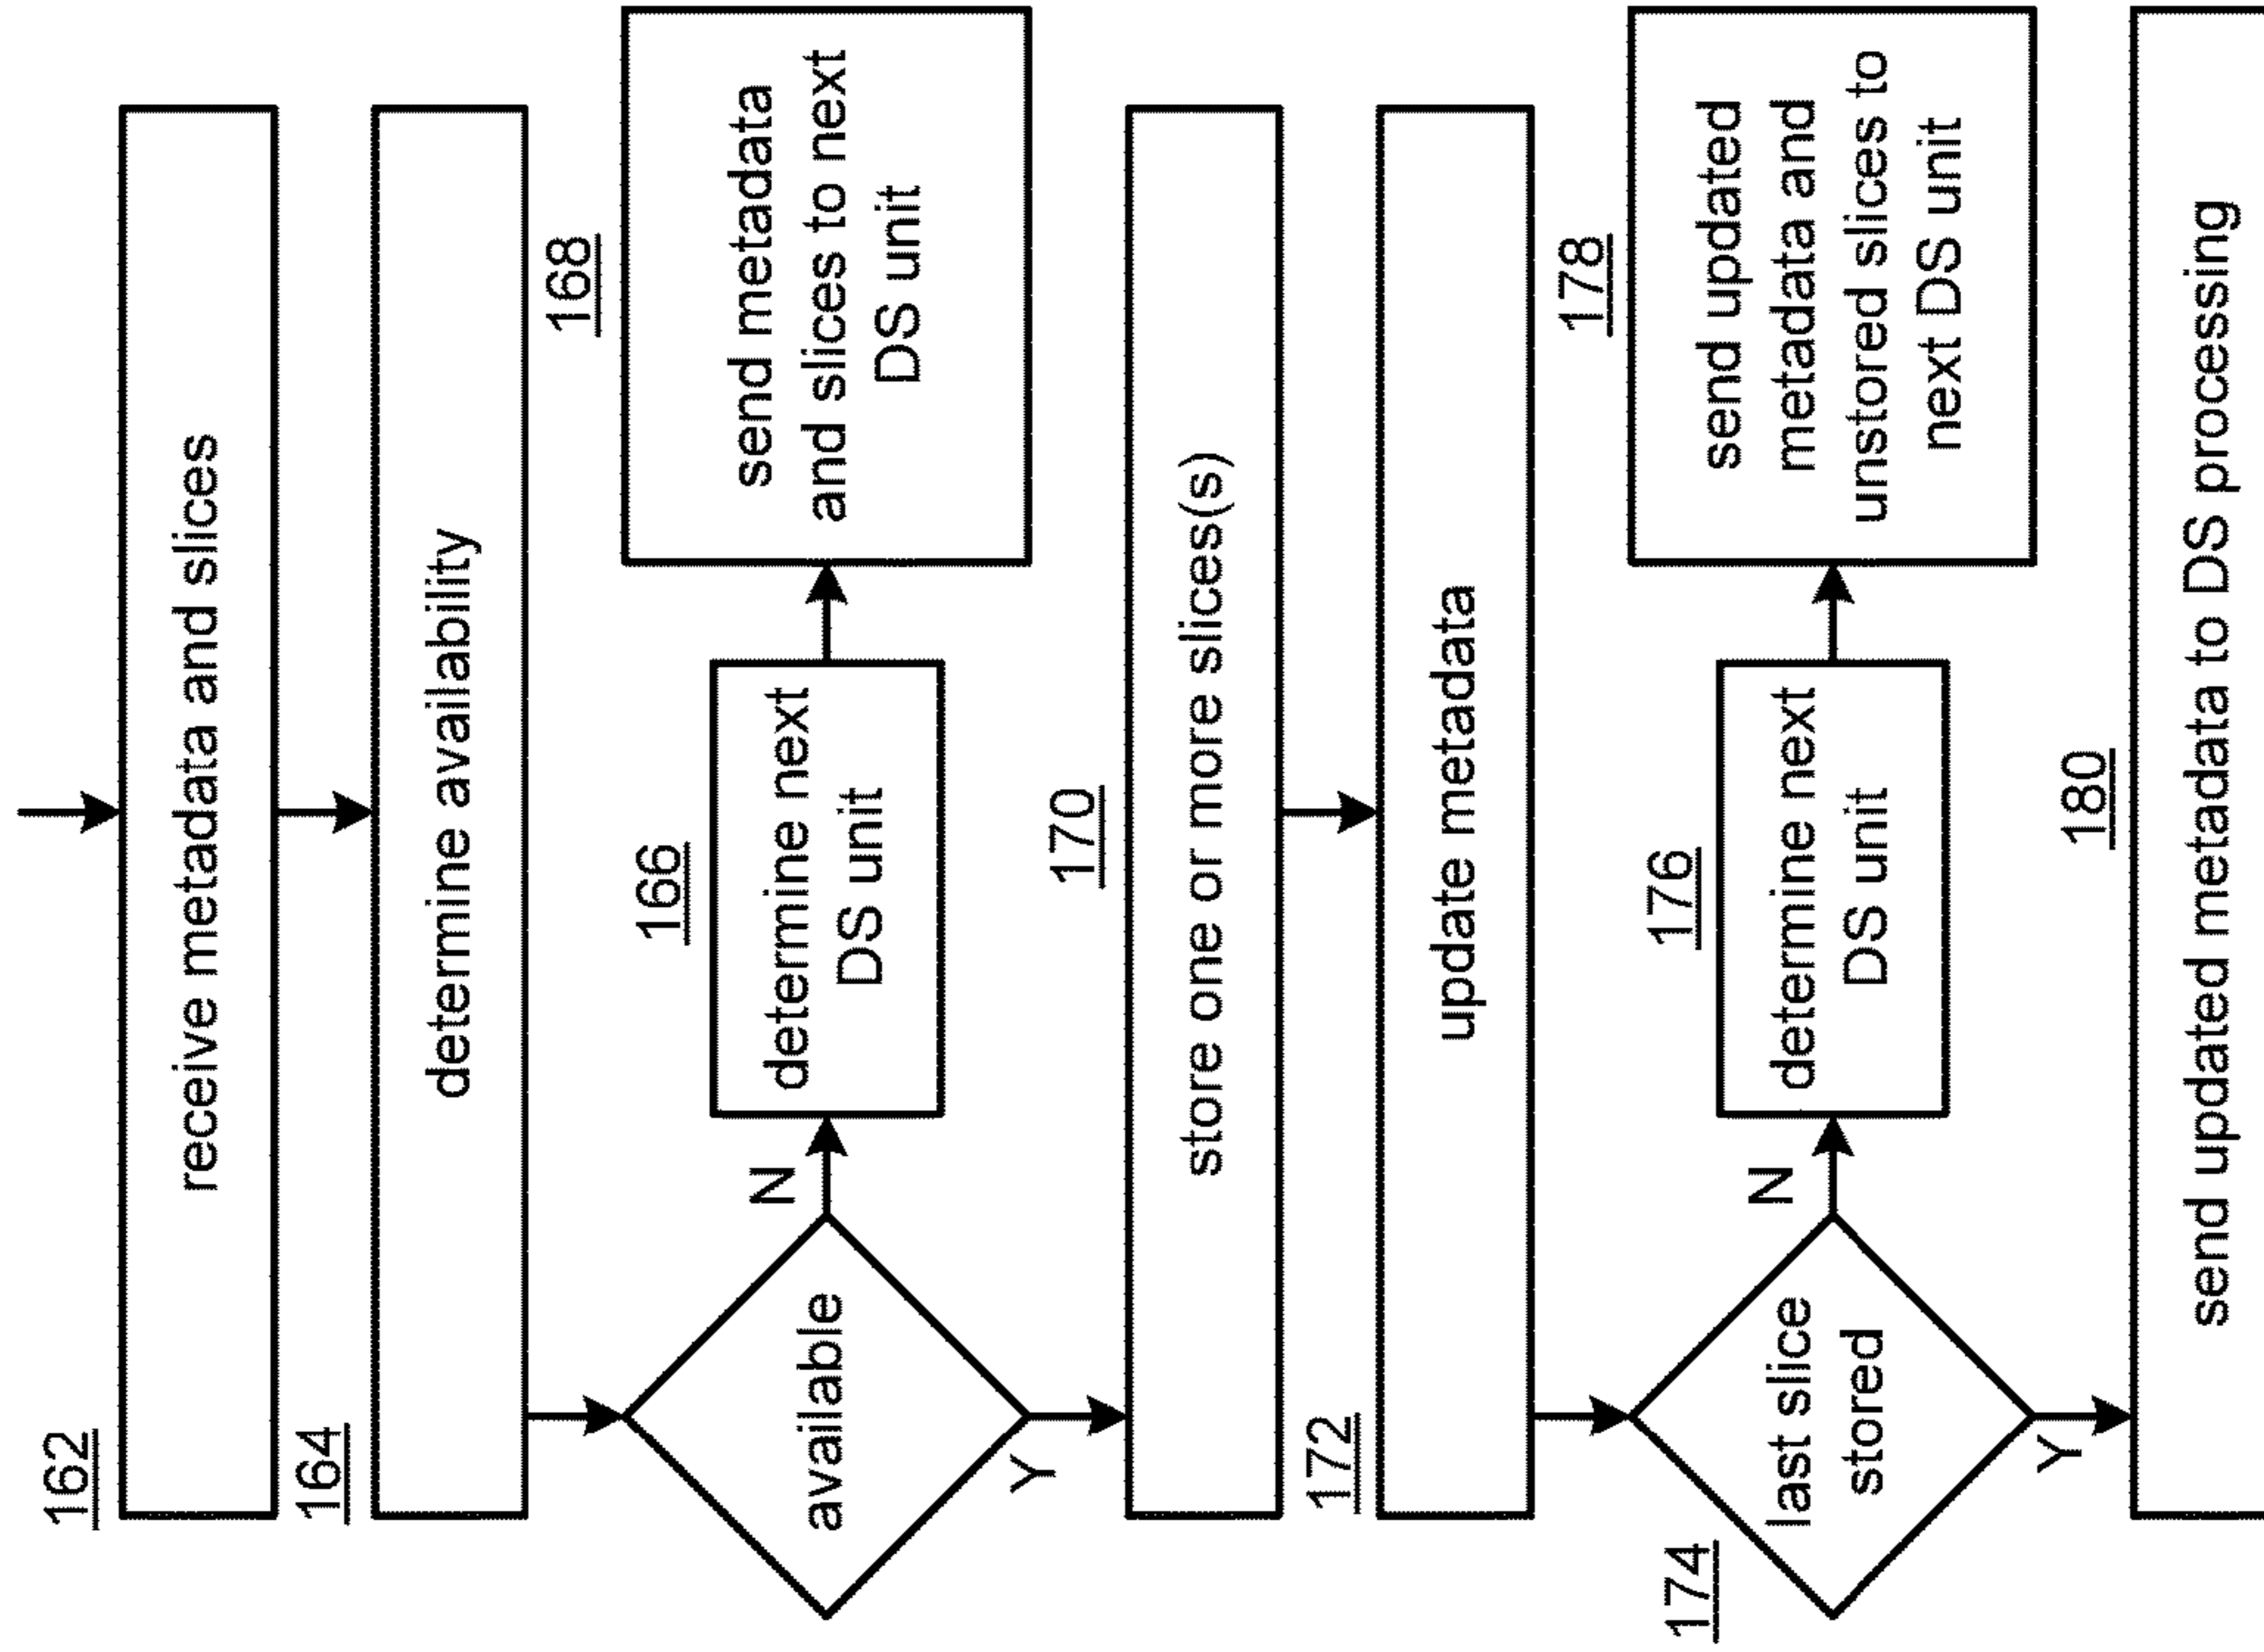 162
receive metadata and slices
164
determine availability
available
N
Y
166
determine next
DS unit
168
send metadata
and slices to next
DS unit
170
store one or more slices(s)
172
update metadata
174
last slice
stored
N
Y
176
determine next
DS unit
178
send updated
metadata and
unstored slices to
next DS unit
180
send updated metadata to DS processing